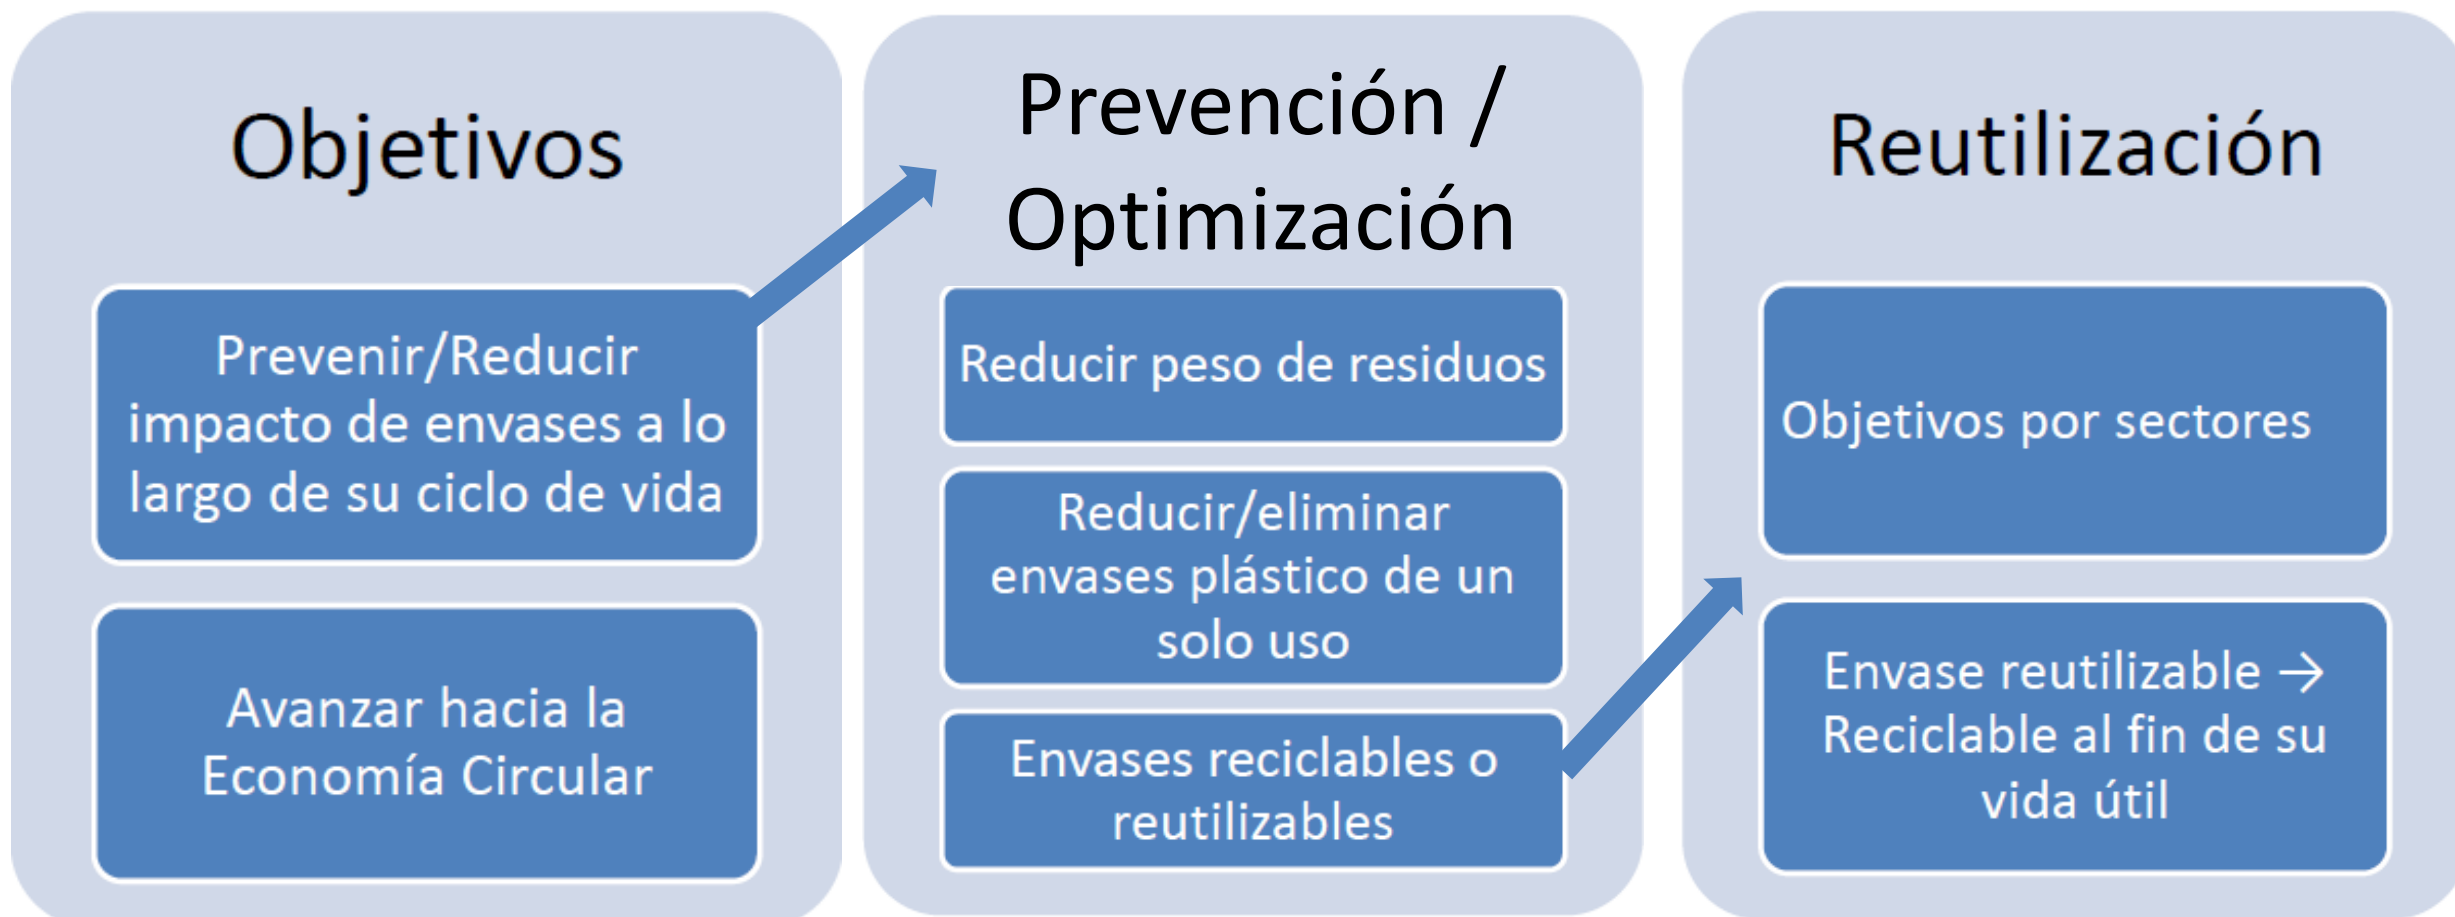 Objetivos
Prevenir/Reducir
impacto de envases a lo
largo de su ciclo de vida
Avanzar hacia la
Economía Circular
Prevención /
Optimización
Reducir peso de residuos
Reducir/eliminar
envases plástico de un
solo uso
Envases reciclables o
reutilizables
Reutilización
Objetivos por sectores
Envase reutilizable →
Reciclable al fin de su
vida útil